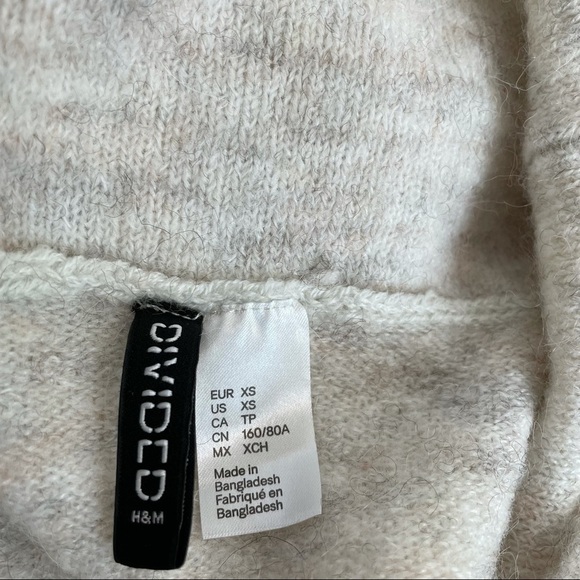 DIVIDED
H&M
EUR XS
US XS
CA TP
CN 160/80A
MX XCH
Made in
Bangladesh
Fabriqué en
Bangladesh